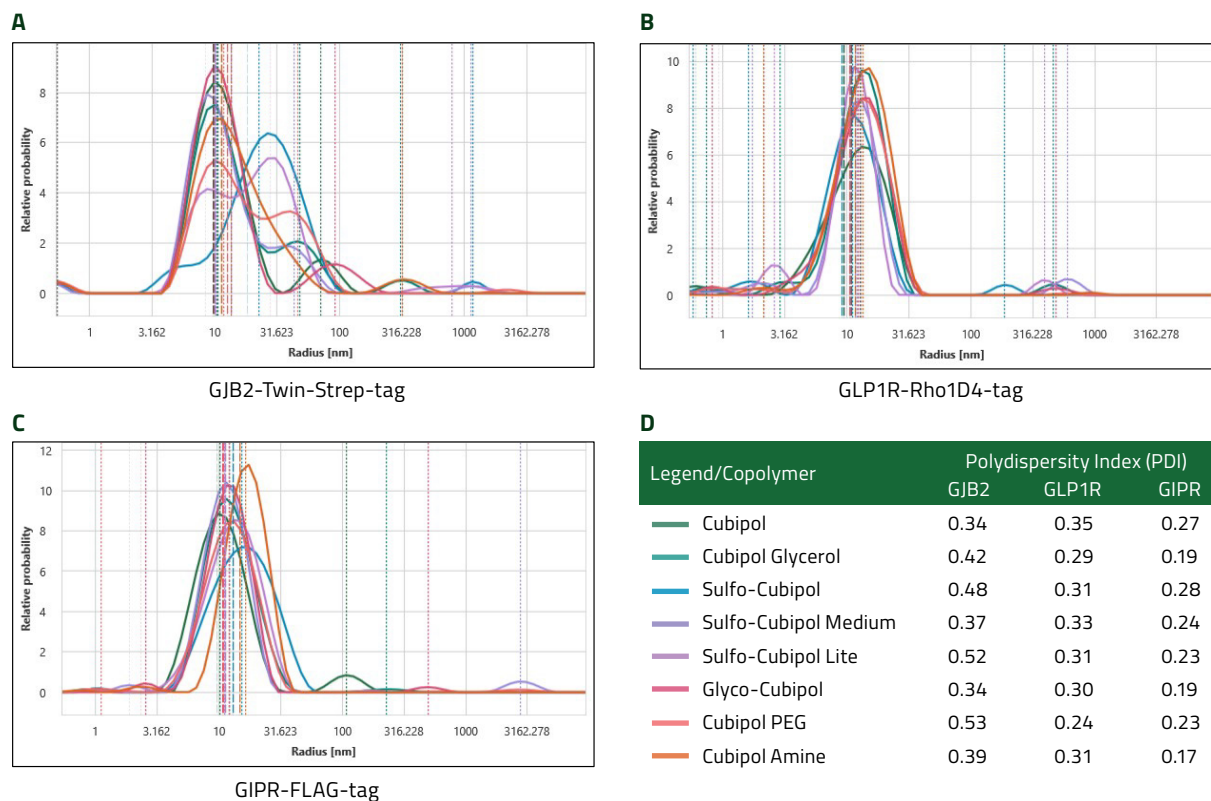 A
Relative probability
8
6
4
2
0
1
3.162
10
31.623
100
316.228
1000
3162.278
Radius [nm]
GJB2-Twin-Strep-tag
B
Relative probability
10
8
6
4
2
0
1
3.162
10
31.623
100
316.228
1000
3162.278
Radius [nm]
GLP1R-Rho1D4-tag
C
Relative probability
12
10
8
6
4
2
0
1
3.162
10
31.623
100
316.228
1000
3162.278
Radius [nm]
GIPR-FLAG-tag
D
Legend/Copolymer Polydispersity Index (PDI)
GJB2 GLP1R GIPR
Cubipol 0.34 0.35 0.27
Cubipol Glycerol 0.42 0.29 0.19
Sulfo-Cubipol 0.48 0.31 0.28
Sulfo-Cubipol Medium 0.37 0.33 0.24
Sulfo-Cubipol Lite 0.52 0.31 0.23
Glyco-Cubipol 0.34 0.30 0.19
Cubipol PEG 0.53 0.24 0.23
Cubipol Amine 0.39 0.31 0.17